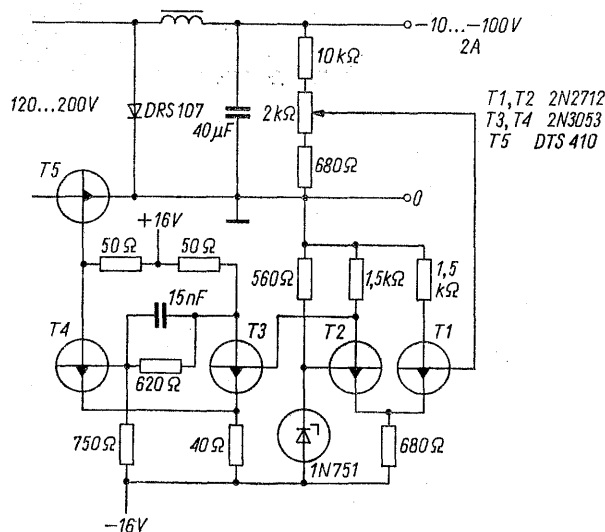 -10...-100V
2A
10kΩ
120...200V
DRS107
40µF
2kΩ
T1,T2 2N2712
T3,T4 2N3053
T5 DTS 410
680Ω
T5
0
+16V
50Ω
50Ω
560Ω
1,5kΩ
1,5
kΩ
15nF
T4
T3
T2
T1
620Ω
750Ω
40Ω
1N751
680Ω
-16V